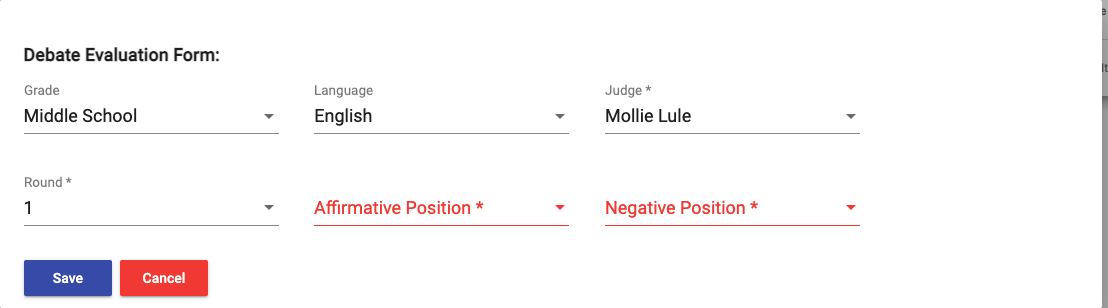 Debate Evaluation Form:
Grade Language Judge *
Middle School English Mollie Lule
Round *
1 Affirmative Position * Negative Position *
Save Cancel